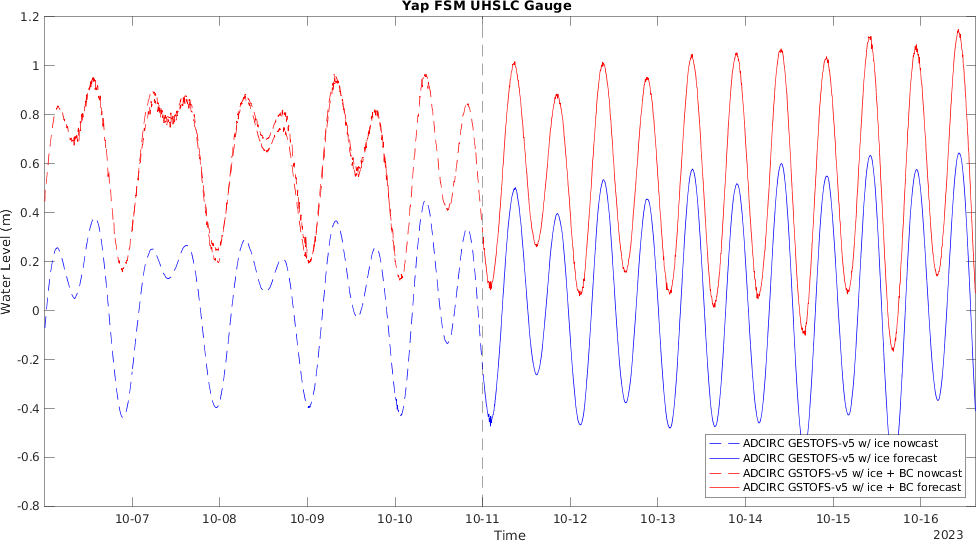 Yap FSM UHSLC Gauge
1.2
1
0.8
0.6
0.4
0.2
0
-0.2
-0.4
-0.6
-0.8
Water Level (m)
ADCIRC GESTOFS-v5 w/ ice nowcast
ADCIRC GESTOFS-v5 w/ ice forecast
ADCIRC GSTOFS-v5 w/ ice + BC nowcast
ADCIRC GSTOFS-v5 w/ ice + BC forecast
10-07 10-08 10-09 10-10 10-11 10-12 10-13 10-14 10-15 10-16
Time
2023